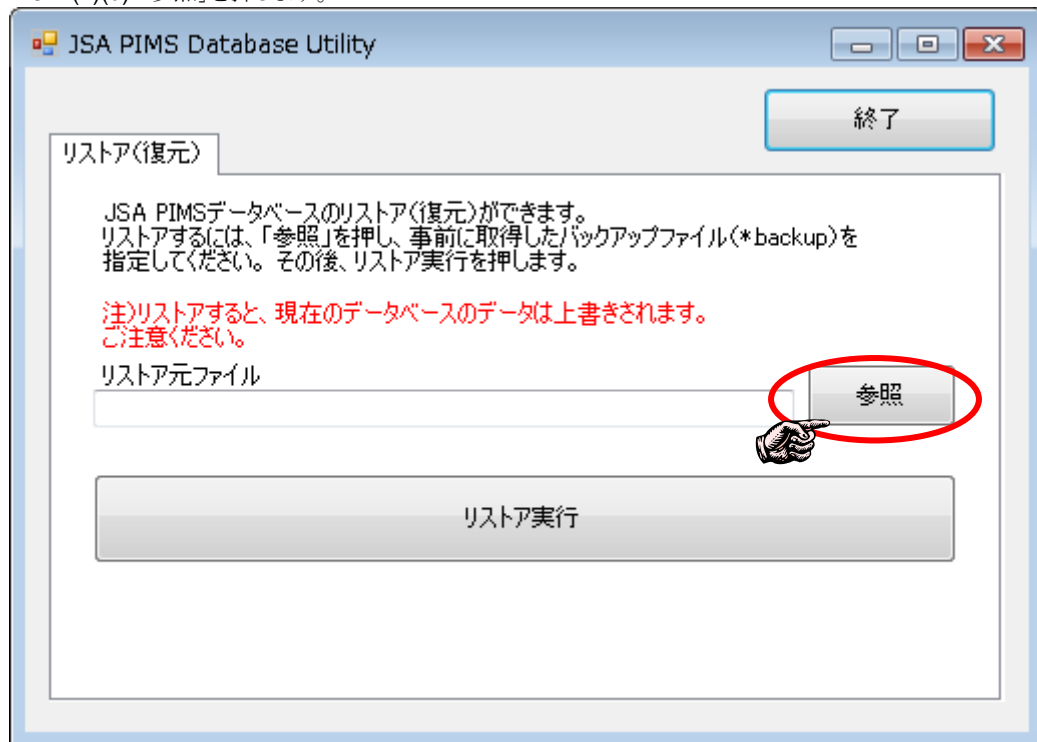 JSA PIMS Database Utility
終了
リストア(復元)
JSA PIMSデータベースのリストア(復元)ができます。
リストアするには、「参照」を押し、事前に取得したバックアップファイル(*backup)を
指定してください。その後、リストア実行を押します。
注)リストアすると、現在のデータベースのデータは上書きされます。
ご注意ください。
リストア元ファイル
参照
リストア実行